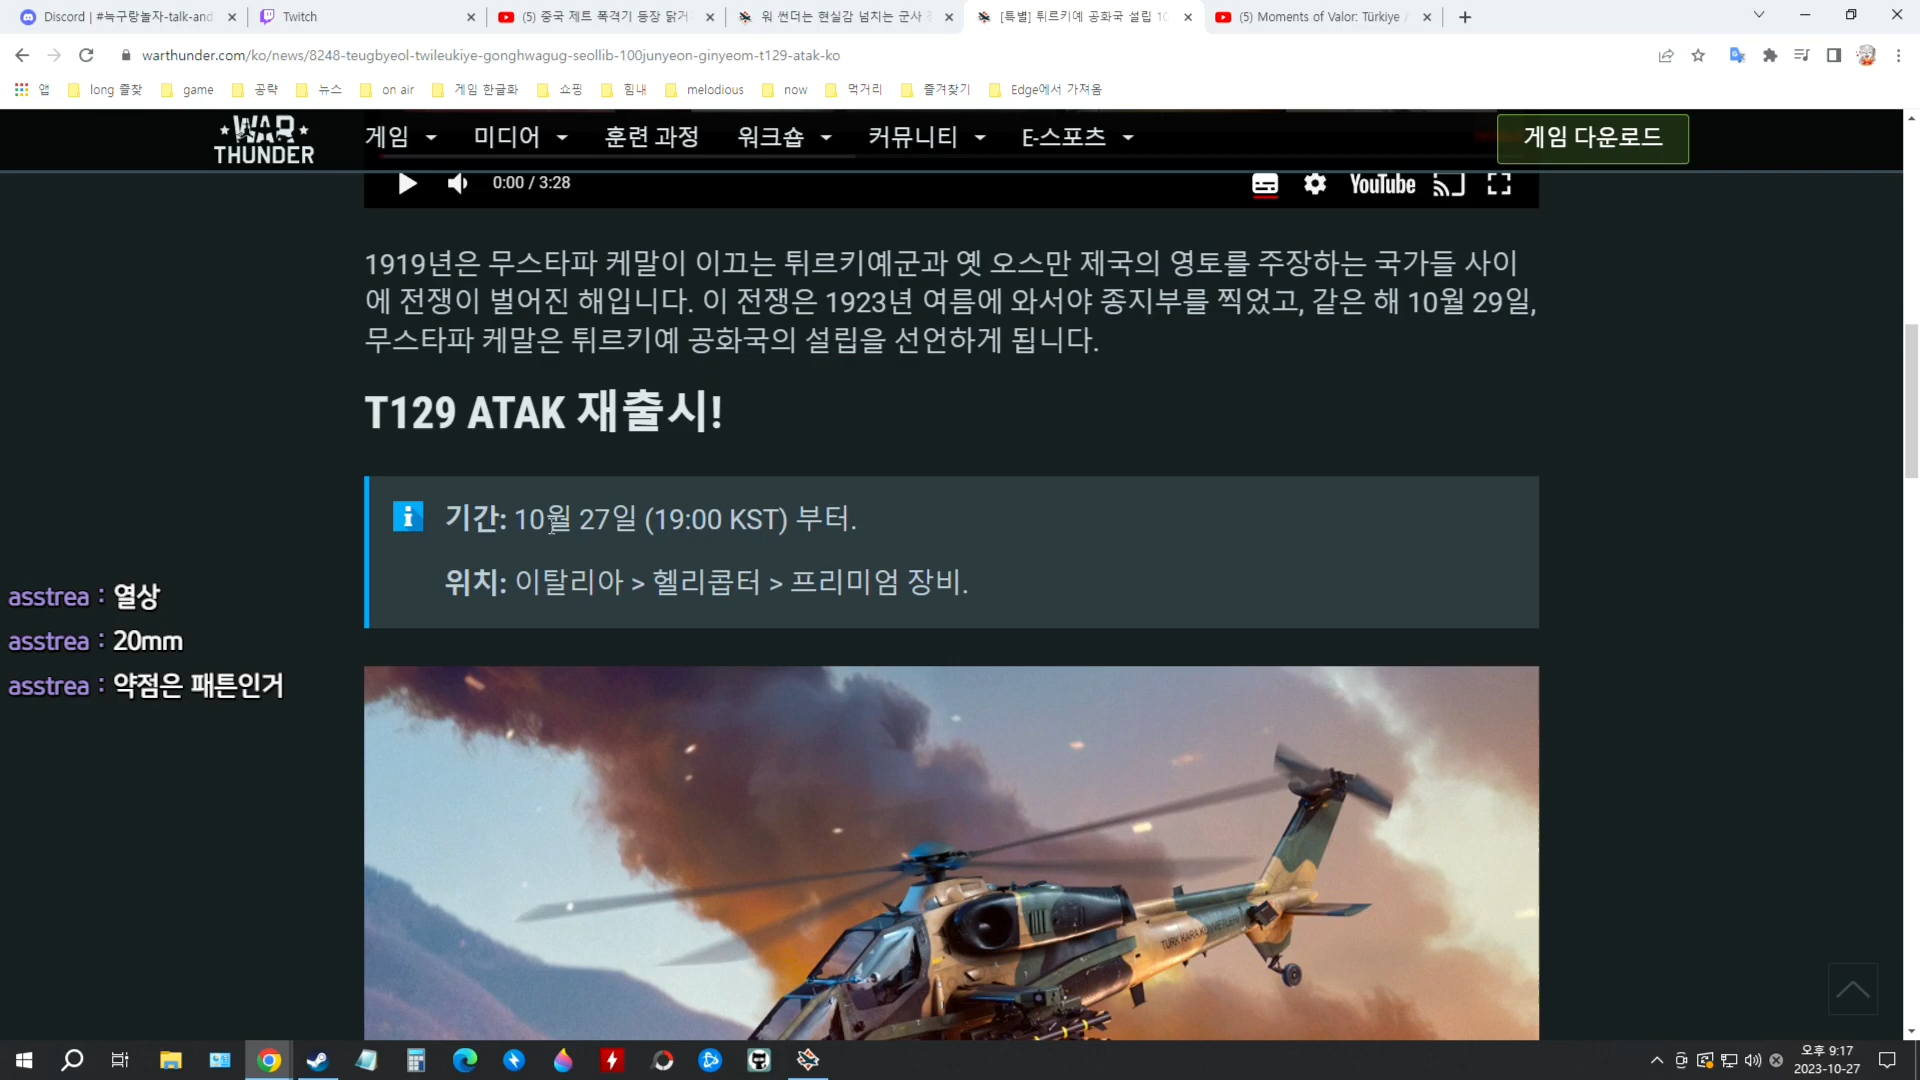 Discord | #늑구랑놀자-talk-and
Twitch
(5) 중국 제트 폭격기 등장 닭거
워 썬더는 현실감 넘치는 군사
[특별] 튀르키예 공화국 설립 10
(5) Moments of Valor: Türkiye
warthunder.com/ko/news/8248-teugbyeol-twileukiye-gonghwagug-seollib-100junyeon-ginyeom-t129-atak-ko
앱 long 즐찾 game 공략 뉴스 on air 게임 한글화 쇼핑 힘내 melodious now 먹거리 즐겨찾기 Edge에서 가져옴
WAR THUNDER
게임 미디어 훈련 과정 워크숍 커뮤니티 E-스포츠 게임 다운로드
0:00 / 3:28 YouTube
1919년은 무스타파 케말이 이끄는 튀르키예군과 옛 오스만 제국의 영토를 주장하는 국가들 사이
에 전쟁이 벌어진 해입니다. 이 전쟁은 1923년 여름에 와서야 종지부를 찍었고, 같은 해 10월 29일,
무스타파 케말은 튀르키예 공화국의 설립을 선언하게 됩니다.
T129 ATAK 재출시!
기간: 10월 27일 (19:00 KST) 부터.
위치: 이탈리아 > 헬리콥터 > 프리미엄 장비.
asstrea : 열상
asstrea : 20mm
asstrea : 약점은 패튼인거
TÜRK KARA KUVVETLERİ
오후 9:17
2023-10-27